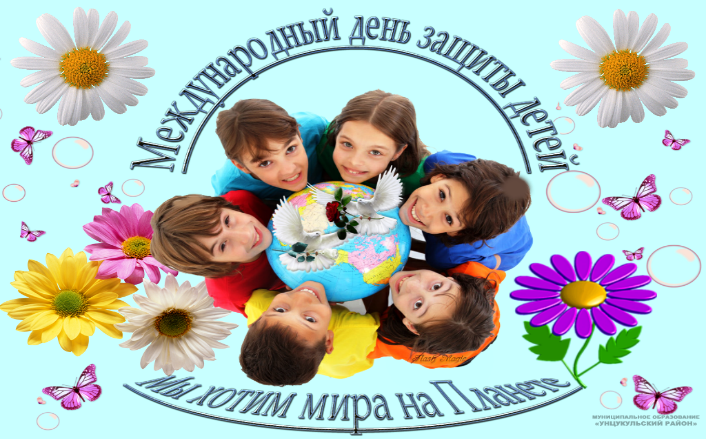 Международный день защиты детей
Мы хотим мира на Планете
МУНИЦИПАЛЬНОЕ ОБРАЗОВАНИЕ
«УНЦУКУЛЬСКИЙ РАЙОН»